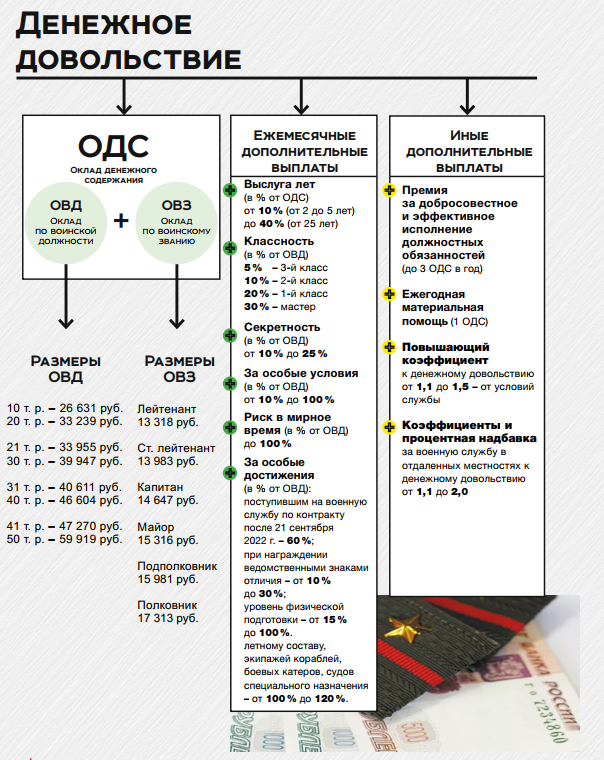 Денежное
довольствие
ОДС
Оклад денежного
содержания
ОВД
Оклад
по воинской
должности
+
ОВЗ
Оклад
по воинскому
званию
Размеры
ОВД
10 т. р. – 26 631 руб.
20 т. р. – 33 239 руб.
21 т. р. – 33 955 руб.
30 т. р. – 39 947 руб.
31 т. р. – 40 611 руб.
40 т. р. – 46 604 руб.
41 т. р. – 47 270 руб.
50 т. р. – 59 919 руб.
Размеры
ОВЗ
Лейтенант
13 318 руб.
Ст. лейтенант
13 983 руб.
Капитан
14 647 руб.
Майор
15 316 руб.
Подполковник
15 981 руб.
Полковник
17 313 руб.
Ежемесячные
дополнительные
выплаты
Выслуга лет
(в % от ОДС)
от 10 % (от 2 до 5 лет)
до 40 % (от 25 лет)
Классность
(в % от ОВД)
5 % – 3-й класс
10 % – 2-й класс
20 % – 1-й класс
30 % – мастер
Секретность
(в % от ОВД)
от 10 % до 25 %
За особые условия
(в % от ОВД)
от 10 % до 100 %
Риск в мирное
время (в % от ОВД)
до 100 %
За особые
достижения
(в % от ОВД):
поступившим на военную
службу по контракту
после 21 сентября
2022 г. – 60 %;
при награждении
ведомственными знаками
отличия – от 10 %
до 30 %;
уровень физической
подготовки – от 15 %
до 100 %.
летному составу,
экипажей кораблей,
боевых катеров, судов
специального назначения
– от 100 % до 120 %.
Иные
дополнительные
выплаты
Премия
за добросовестное
и эффективное
исполнение
должностных
обязанностей
(до 3 ОДС в год)
Ежегодная
материальная
помощь (1 ОДС)
Повышающий
коэффициент
к денежному довольствию
от 1,1 до 1,5 – от условий
службы
Коэффициенты и
процентная надбавка
за военную службу в
отдаленных местностях к
денежному довольствию
от 1,1 до 2,0
БАНКА РОССИИ
7234860
5000